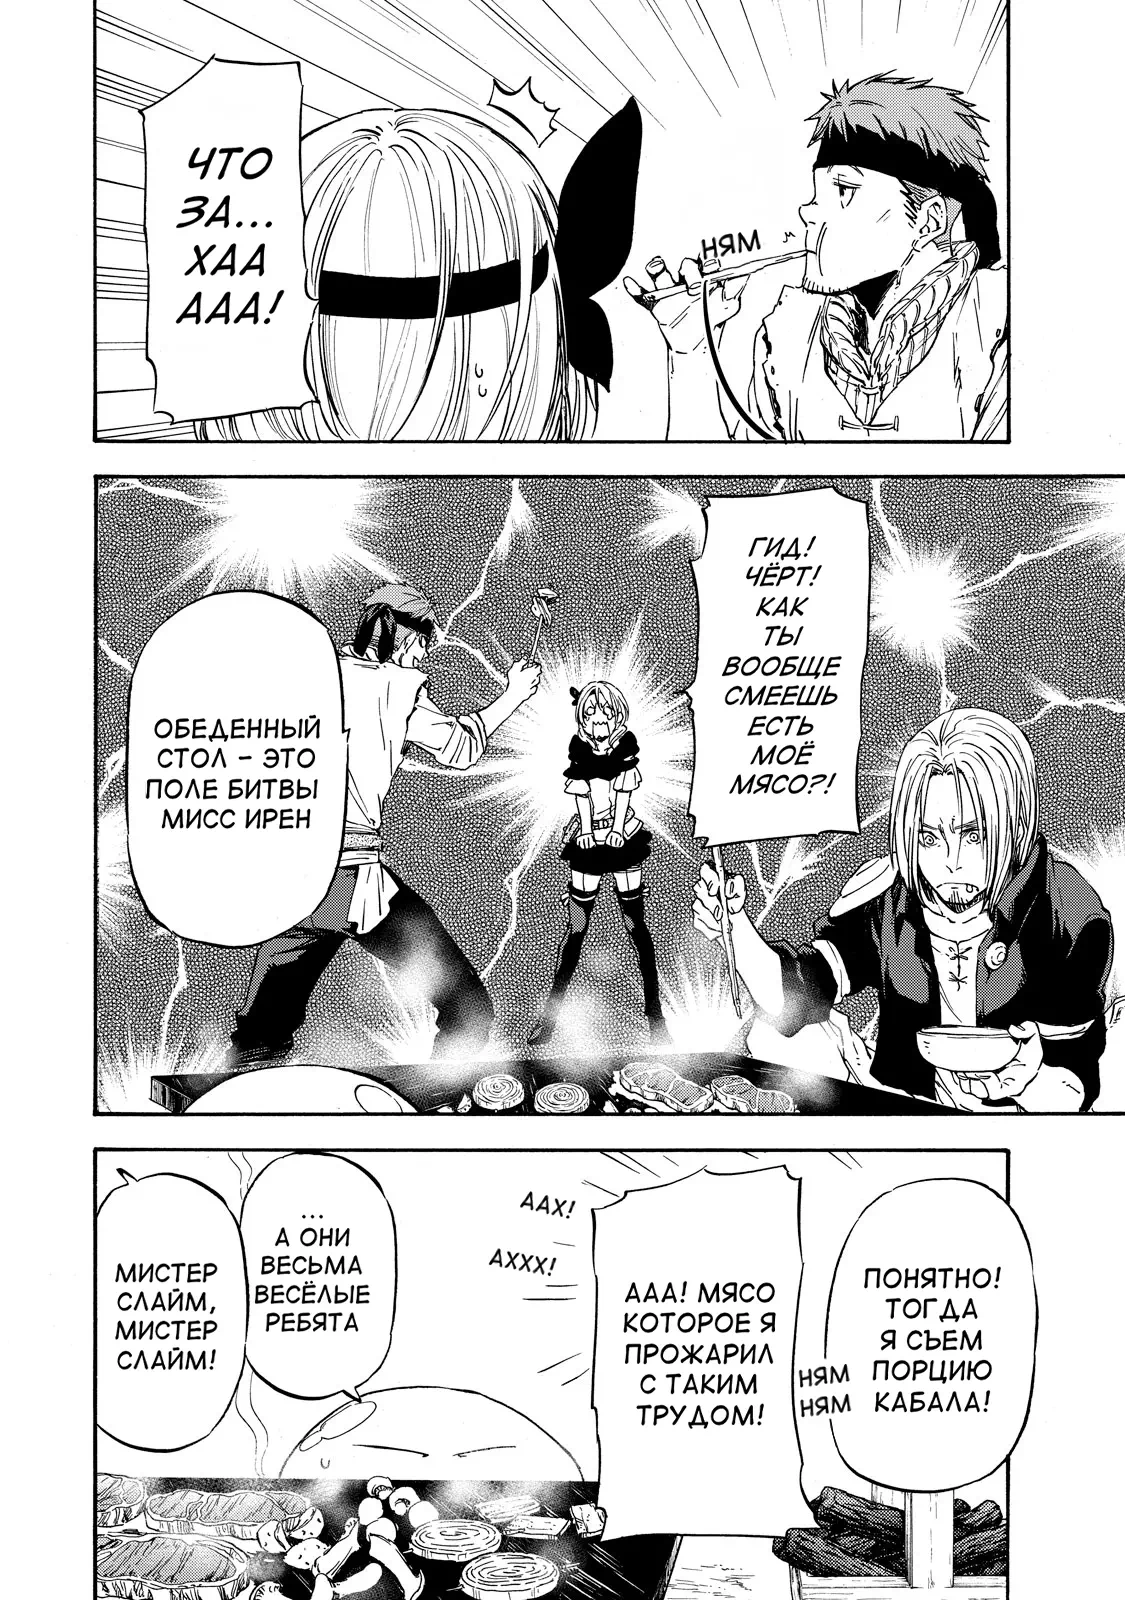 НЯМ
ЧТО
ЗА...
ХАА
ААА!
ГИД!
ЧЁРТ!
КАК
ТЫ
ВООБЩЕ
СМЕЕШЬ
ЕСТЬ
МОЁ
МЯСО?!
ОБЕДЕННЫЙ
СТОЛ – ЭТО
ПОЛЕ БИТВЫ
МИСС ИРЕН
ПОНЯТНО!
ТОГДА
Я СЪЕМ
ПОРЦИЮ
КАБАЛА!
НЯМ
НЯМ
ААА! МЯСО
КОТОРОЕ Я
ПРОЖАРИЛ
С ТАКИМ
ТРУДОМ!
ААХ!
АХХХ!
...
А ОНИ
ВЕСЬМА
ВЕСЁЛЫЕ
РЕБЯТА
МИСТЕР
СЛАЙМ,
МИСТЕР
СЛАЙМ!